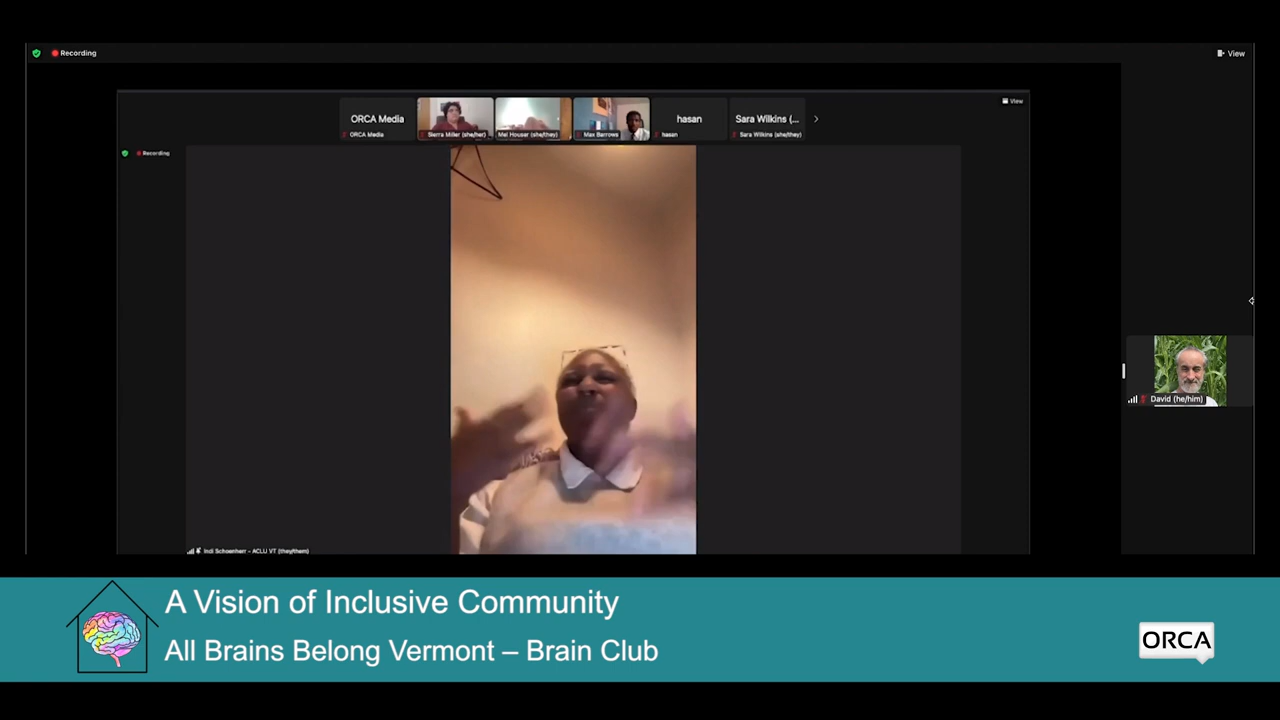 Recording
View
ORCA Media
ORCA Media
Sierra Miller (she/her)
Mel Houser (she/they)
Max Barrows
hasan
hasan
Sara Wilkins (...
Sara Wilkins (she/they)
View
Recording
David (he/him)
Indi Schoenherr - ACLU VT (they/them)
A Vision of Inclusive Community
All Brains Belong Vermont – Brain Club
ORCA